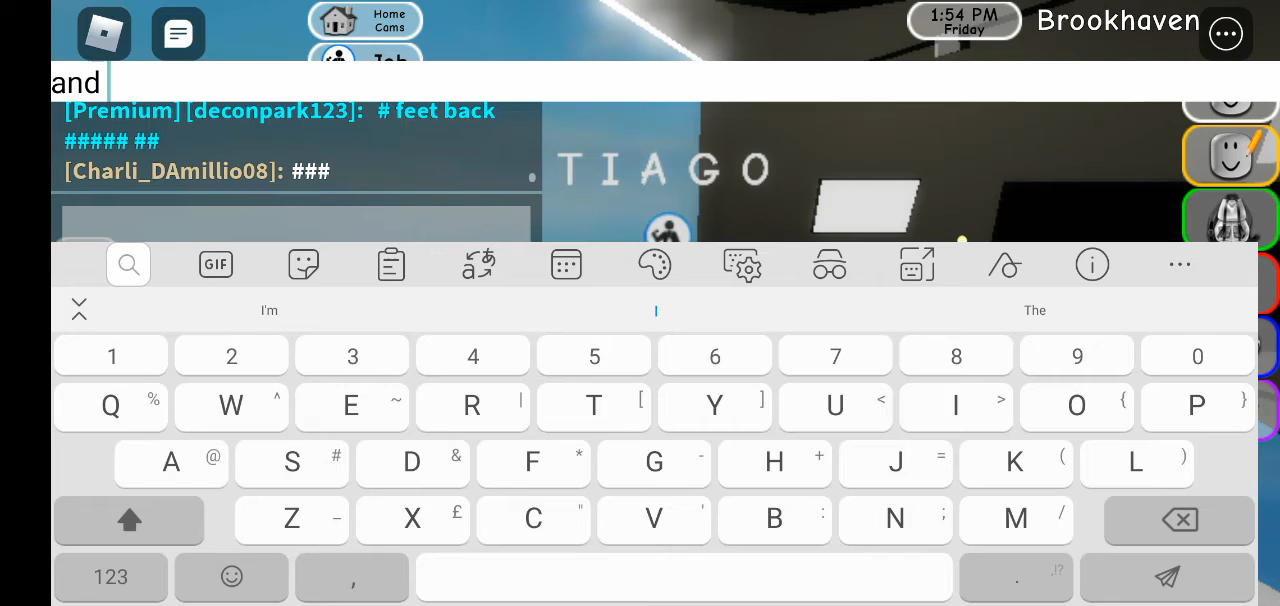 Home
Cams
Job
1:54 PM
Friday
Brookhaven
and
[Premium] [deconpark123]: # feet back
##### ##
[Charli_DAmillio08]: ###
TIAGO
GIF
I'm
I
The
1 2 3 4 5 6 7 8 9 0
Q % W ^ E ~ R | T [ Y ] U < I > O { P }
A @ S # D & F * G - H + J = K ( L )
Z _ X £ C " V ' B : N ; M /
123 , . ,!?